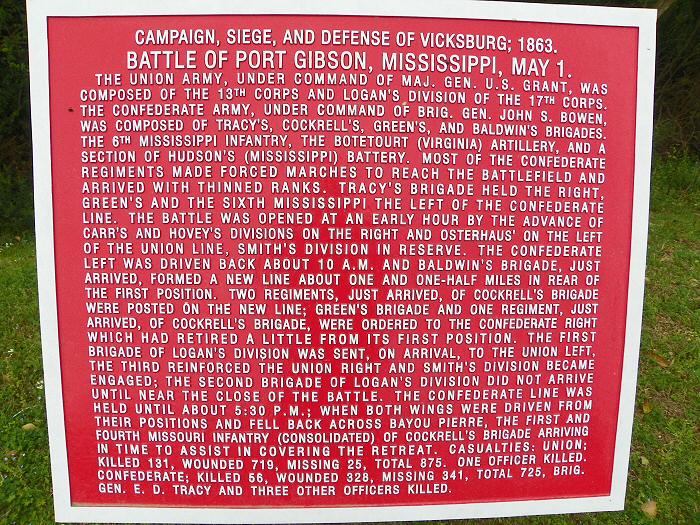 CAMPAIGN, SIEGE, AND DEFENSE OF VICKSBURG; 1863.
BATTLE OF PORT GIBSON, MISSISSIPPI, MAY 1.
THE UNION ARMY, UNDER COMMAND OF MAJ. GEN. U.S. GRANT, WAS
COMPOSED OF THE 13TH CORPS AND LOGAN'S DIVISION OF THE 17TH CORPS.
THE CONFEDERATE ARMY, UNDER COMMAND OF BRIG. GEN. JOHN S. BOWEN,
WAS COMPOSED OF TRACY'S, COCKRELL'S, GREEN'S, AND BALDWIN'S BRIGADES.
THE 6TH MISSISSIPPI INFANTRY, THE BOTETOURT (VIRGINIA) ARTILLERY, AND A
SECTION OF HUDSON'S (MISSISSIPPI) BATTERY. MOST OF THE CONFEDERATE
REGIMENTS MADE FORCED MARCHES TO REACH THE BATTLEFIELD AND
ARRIVED WITH THINNED RANKS. TRACY'S BRIGADE HELD THE RIGHT,
GREEN'S AND THE SIXTH MISSISSIPPI THE LEFT OF THE CONFEDERATE
LINE. THE BATTLE WAS OPENED AT AN EARLY HOUR BY THE ADVANCE OF
CARR'S AND HOVEY'S DIVISIONS ON THE RIGHT AND OSTERHAUS' ON THE LEFT
OF THE UNION LINE, SMITH'S DIVISION IN RESERVE. THE CONFEDERATE
LEFT WAS DRIVEN BACK ABOUT 10 A.M. AND BALDWIN'S BRIGADE, JUST
ARRIVED, FORMED A NEW LINE ABOUT ONE AND ONE-HALF MILES IN REAR OF
THE FIRST POSITION. TWO REGIMENTS, JUST ARRIVED, OF COCKRELL'S BRIGADE
WERE POSTED ON THE NEW LINE; GREEN'S BRIGADE AND ONE REGIMENT, JUST
ARRIVED, OF COCKRELL'S BRIGADE, WERE ORDERED TO THE CONFEDERATE RIGHT
WHICH HAD RETIRED A LITTLE FROM ITS FIRST POSITION. THE FIRST
BRIGADE OF LOGAN'S DIVISION WAS SENT, ON ARRIVAL, TO THE UNION LEFT,
THE THIRD REINFORCED THE UNION RIGHT AND SMITH'S DIVISION BECAME
ENGAGED; THE SECOND BRIGADE OF LOGAN'S DIVISION DID NOT ARRIVE
UNTIL NEAR THE CLOSE OF THE BATTLE. THE CONFEDERATE LINE WAS
HELD UNTIL ABOUT 5:30 P.M.; WHEN BOTH WINGS WERE DRIVEN FROM
THEIR POSITIONS AND FELL BACK ACROSS BAYOU PIERRE, THE FIRST AND
FOURTH MISSOURI INFANTRY (CONSOLIDATED) OF COCKRELL'S BRIGADE ARRIVING
IN TIME TO ASSIST IN COVERING THE RETREAT. CASUALTIES: UNION;
KILLED 131, WOUNDED 719, MISSING 25, TOTAL 875. ONE OFFICER KILLED.
CONFEDERATE; KILLED 56, WOUNDED 328, MISSING 341, TOTAL 725, BRIG.
GEN. E. D. TRACY AND THREE OTHER OFFICERS KILLED.